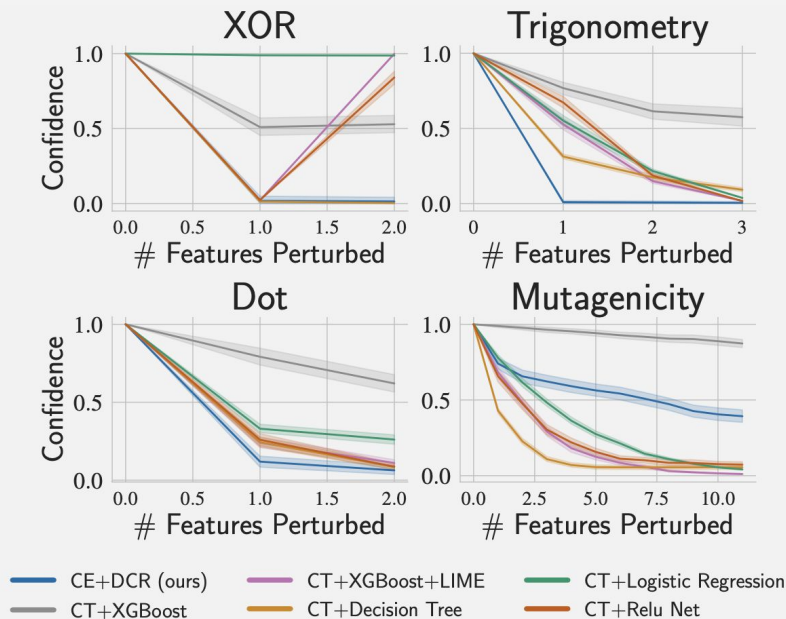 XOR
Trigonometry
1.0
0.5
0.0
Confidence
0.0 0.5 1.0 1.5 2.0
# Features Perturbed
1.0
0.5
0.0
0 1 2 3
# Features Perturbed
Dot
Mutagenicity
1.0
0.5
0.0
Confidence
0.0 0.5 1.0 1.5 2.0
# Features Perturbed
1.0
0.5
0.0
0.0 2.5 5.0 7.5 10.0
# Features Perturbed
CE+DCR (ours) CT+XGBoost+LIME CT+Logistic Regression
CT+XGBoost CT+Decision Tree CT+Relu Net